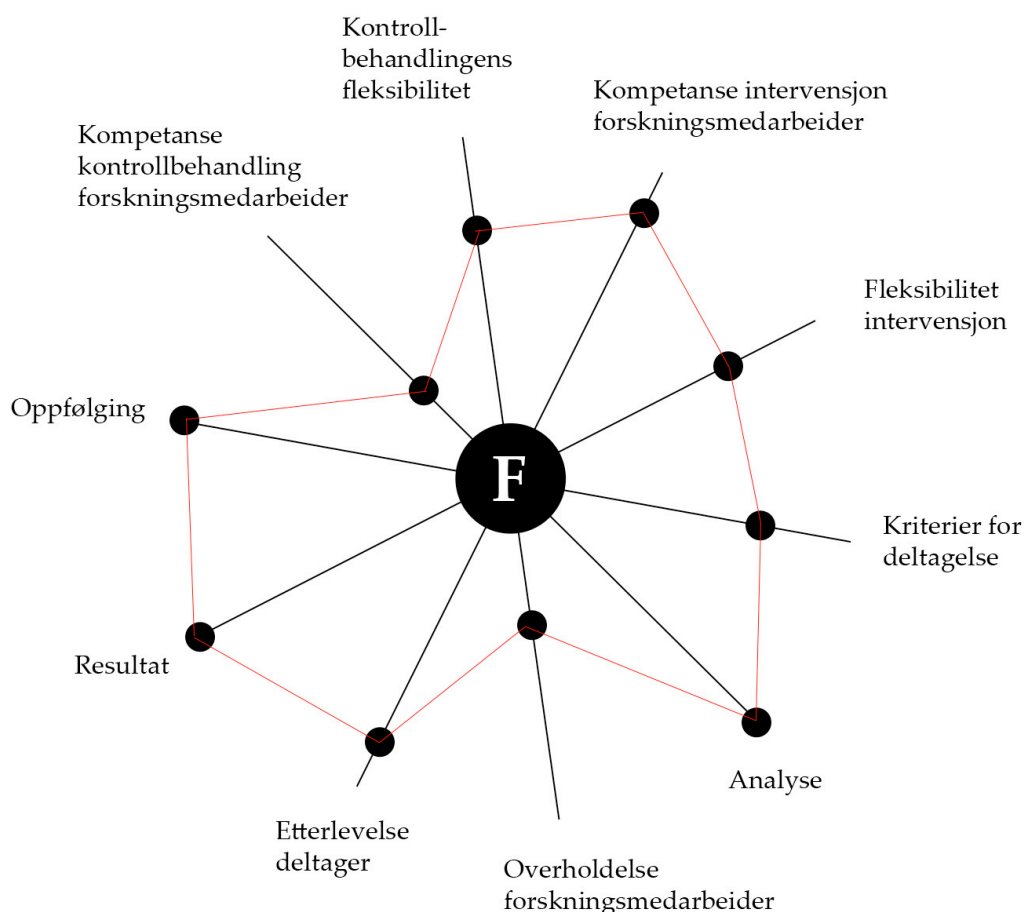 Kontroll-
behandlingens
fleksibilitet
Kompetanse intervensjon
forskningsmedarbeider
Kompetanse
kontrollbehandling
forskningsmedarbeider
Fleksibilitet
intervensjon
Oppfølging
F
Kriterier for
deltagelse
Resultat
Analyse
Etterlevelse
deltager
Overholdelse
forskningsmedarbeider